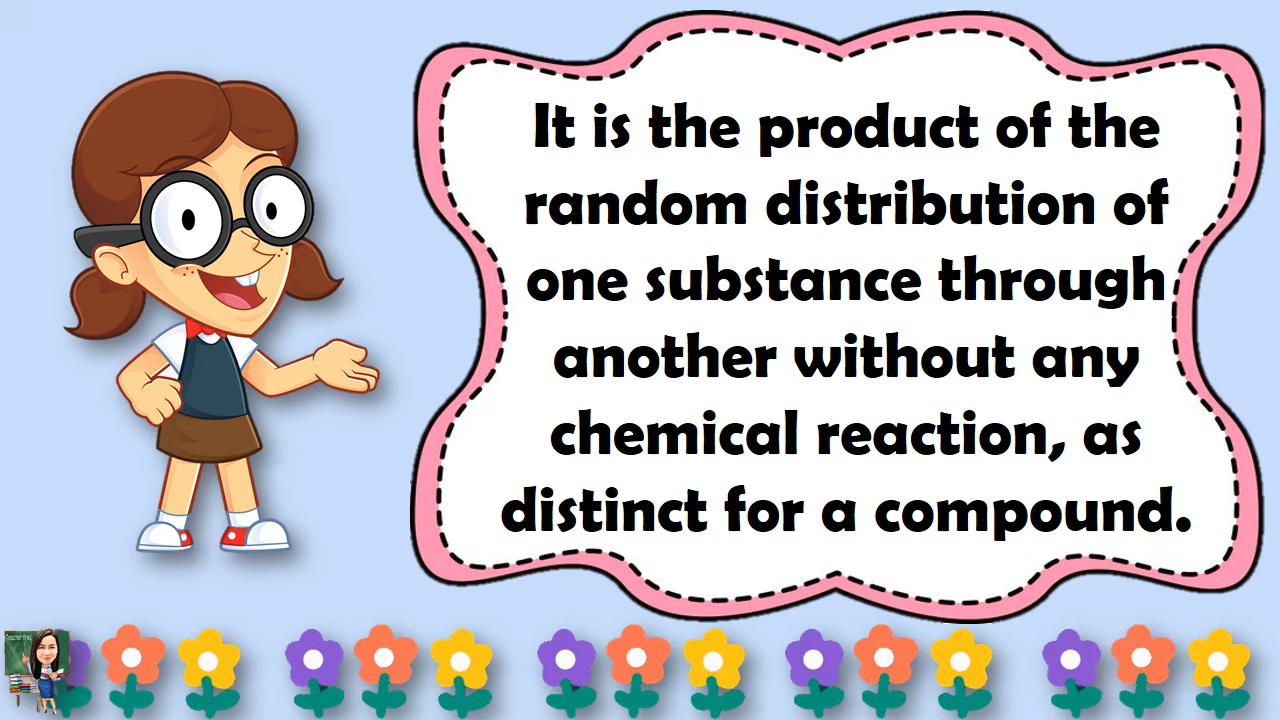 It is the product of the
random distribution of
one substance through
another without any
chemical reaction, as
distinct for a compound.